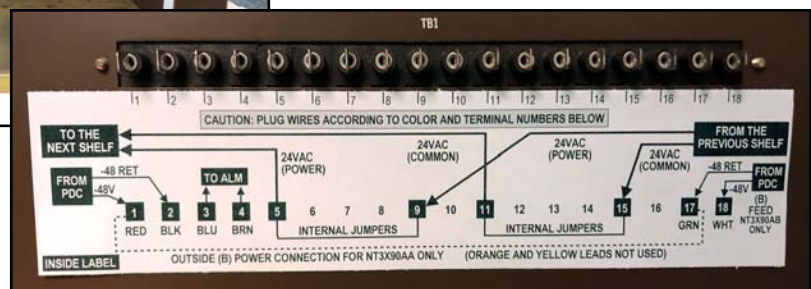 TB1
1 2 3 4 5 6 7 8 9 10 11 12 13 14 15 16 17 18
CAUTION: PLUG WIRES ACCORDING TO COLOR AND TERMINAL NUMBERS BELOW
TO THE
NEXT SHELF
24VAC
(POWER)
24VAC
(COMMON)
24VAC
(POWER)
24VAC
(COMMON)
FROM THE
PREVIOUS SHELF
FROM
PDC
-48 RET
-48V
TO ALM
-48 RET
-48V
FROM
PDC
(B)
FEED
NT3X90AB
ONLY
1 2 3 4 5 6 7 8 9 10 11 12 13 14 15 16 17 18
RED BLK BLU BRN INTERNAL JUMPERS INTERNAL JUMPERS GRN WHT
INSIDE LABEL
OUTSIDE (B) POWER CONNECTION FOR NT3X90AA ONLY (ORANGE AND YELLOW LEADS NOT USED)